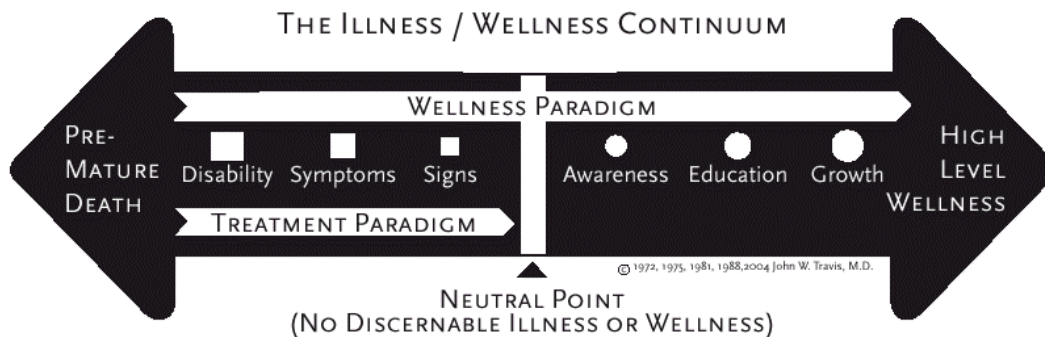 THE ILLNESS / WELLNESS CONTINUUM
WELLNESS PARADIGM
PRE-
MATURE
DEATH
Disability Symptoms Signs Awareness Education Growth
HIGH
LEVEL
WELLNESS
TREATMENT PARADIGM
© 1972, 1975, 1981, 1988,2004 John W. Travis, M.D.
NEUTRAL POINT
(NO DISCERNABLE ILLNESS OR WELLNESS)